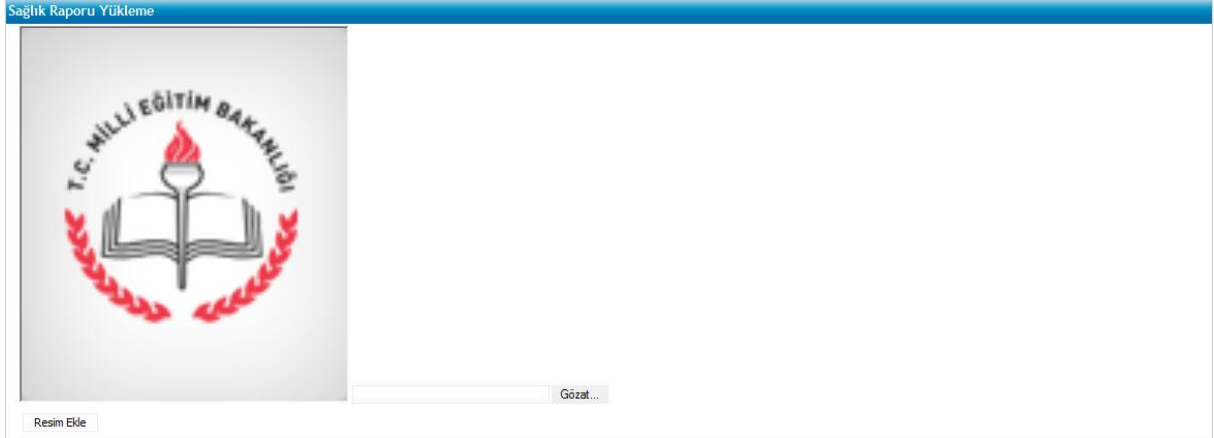 Sağlık Raporu Yükleme
T.C. MİLLİ EĞİTİM BAKANLIĞI
Gözat...
Resim Ekle